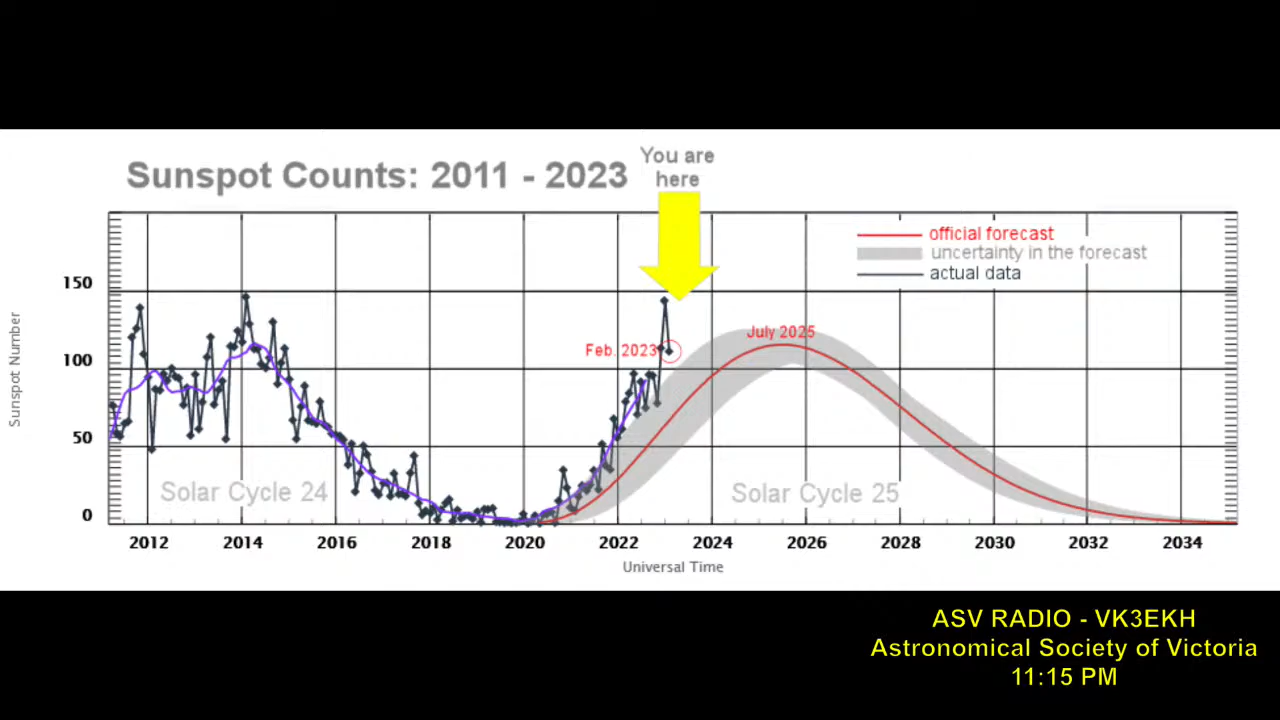 Sunspot Counts: 2011 - 2023
You are
here
official forecast
uncertainty in the forecast
actual data
150
100
50
0
Sunspot Number
Feb. 2023
July 2025
Solar Cycle 24
Solar Cycle 25
2012 2014 2016 2018 2020 2022 2024 2026 2028 2030 2032 2034
Universal Time
ASV RADIO - VK3EKH
Astronomical Society of Victoria
11:15 PM